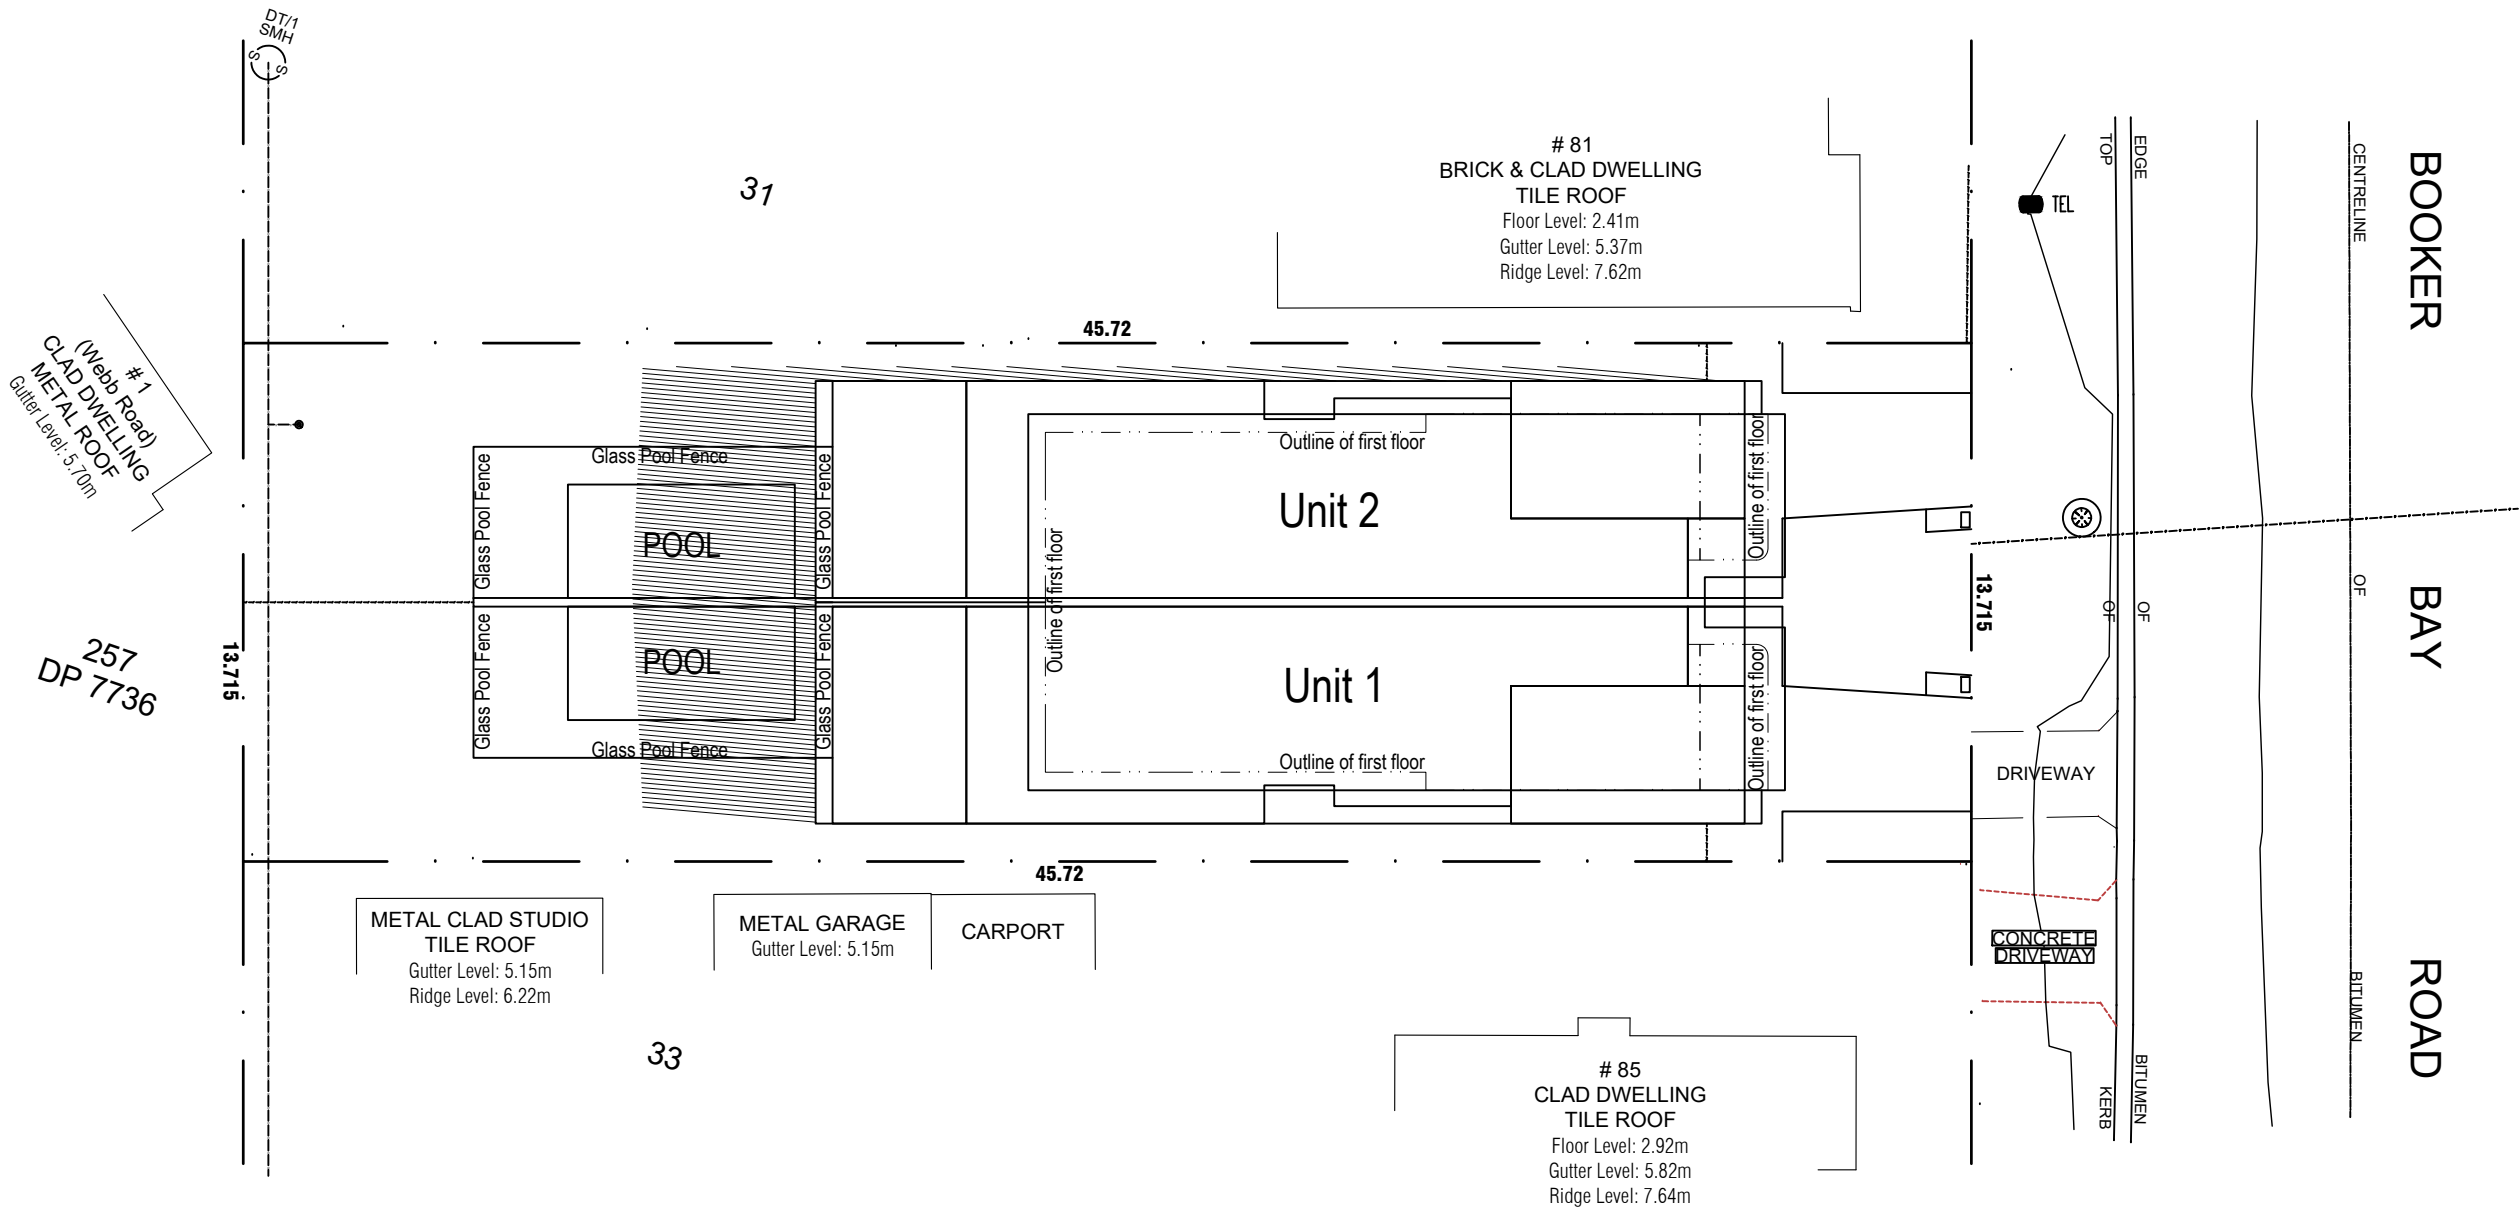 DT/1
SMH
S
S
31
# 81
BRICK & CLAD DWELLING
TILE ROOF
Floor Level: 2.41m
Gutter Level: 5.37m
Ridge Level: 7.62m
TOP
OF
KERB
EDGE
OF
BITUMEN
CENTRELINE
OF
BITUMEN
BOOKER
BAY
ROAD
TEL
# 1
(Webb Road)
CLAD DWELLING
METAL ROOF
Gutter Level: 5.70m
45.72
Outline of first floor
Outline of first floor
Glass Pool Fence
Glass Pool Fence
Glass Pool Fence
Unit 2
POOL
Outline of first floor
13.715
13.715
257
DP 7736
Glass Pool Fence
POOL
Glass Pool Fence
Glass Pool Fence
Unit 1
Outline of first floor
Outline of first floor
DRIVEWAY
45.72
METAL CLAD STUDIO
TILE ROOF
Gutter Level: 5.15m
Ridge Level: 6.22m
METAL GARAGE
Gutter Level: 5.15m
CARPORT
CONCRETE
DRIVEWAY
33
# 85
CLAD DWELLING
TILE ROOF
Floor Level: 2.92m
Gutter Level: 5.82m
Ridge Level: 7.64m